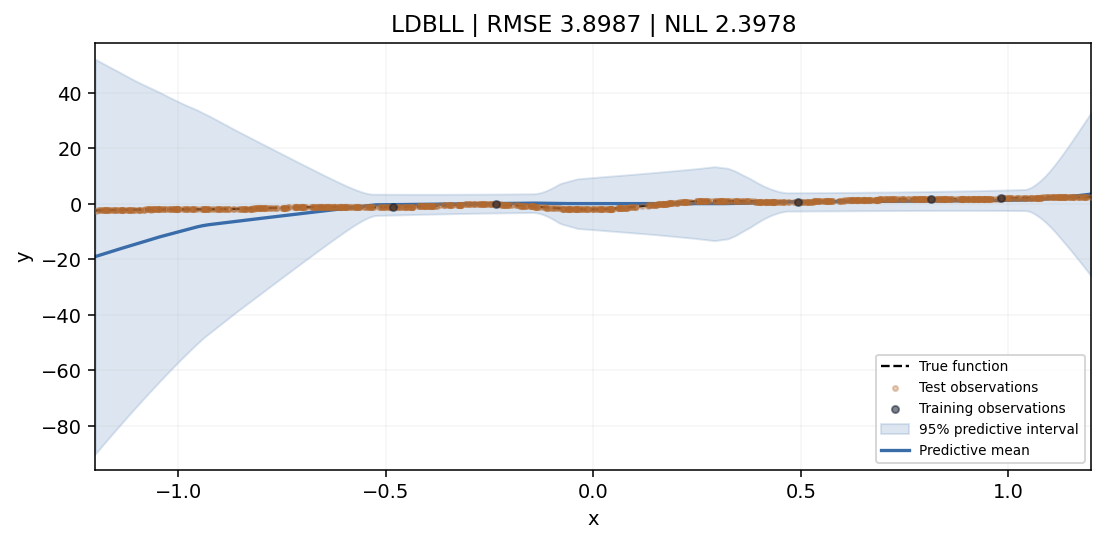 LDBLL | RMSE 3.8987 | NLL 2.3978
40
20
0
−20
−40
−60
−80
y
−1.0 −0.5 0.0 0.5 1.0
x
True function
Test observations
Training observations
95% predictive interval
Predictive mean